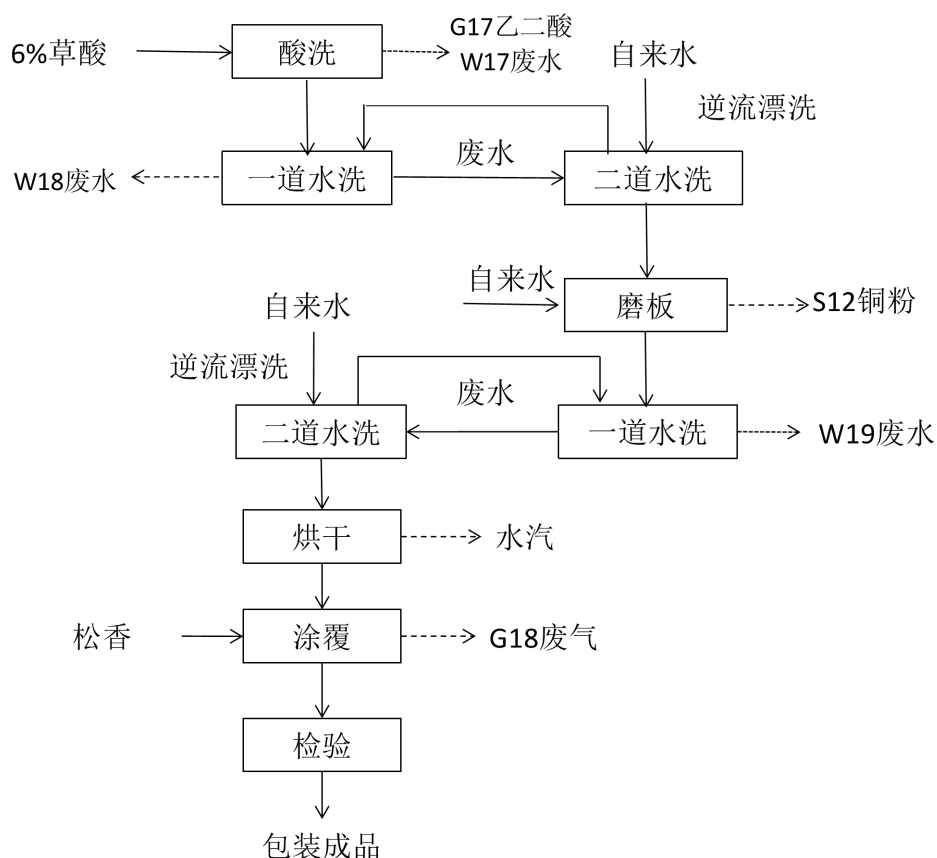 G17乙二酸
6%草酸
酸洗
W17废水
自来水
逆流漂洗
废水
W18废水
一道水洗
二道水洗
自来水
磨板
S12铜粉
自来水
逆流漂洗
废水
二道水洗
一道水洗
W19废水
烘干
水汽
松香
涂覆
G18废气
检验
包装成品